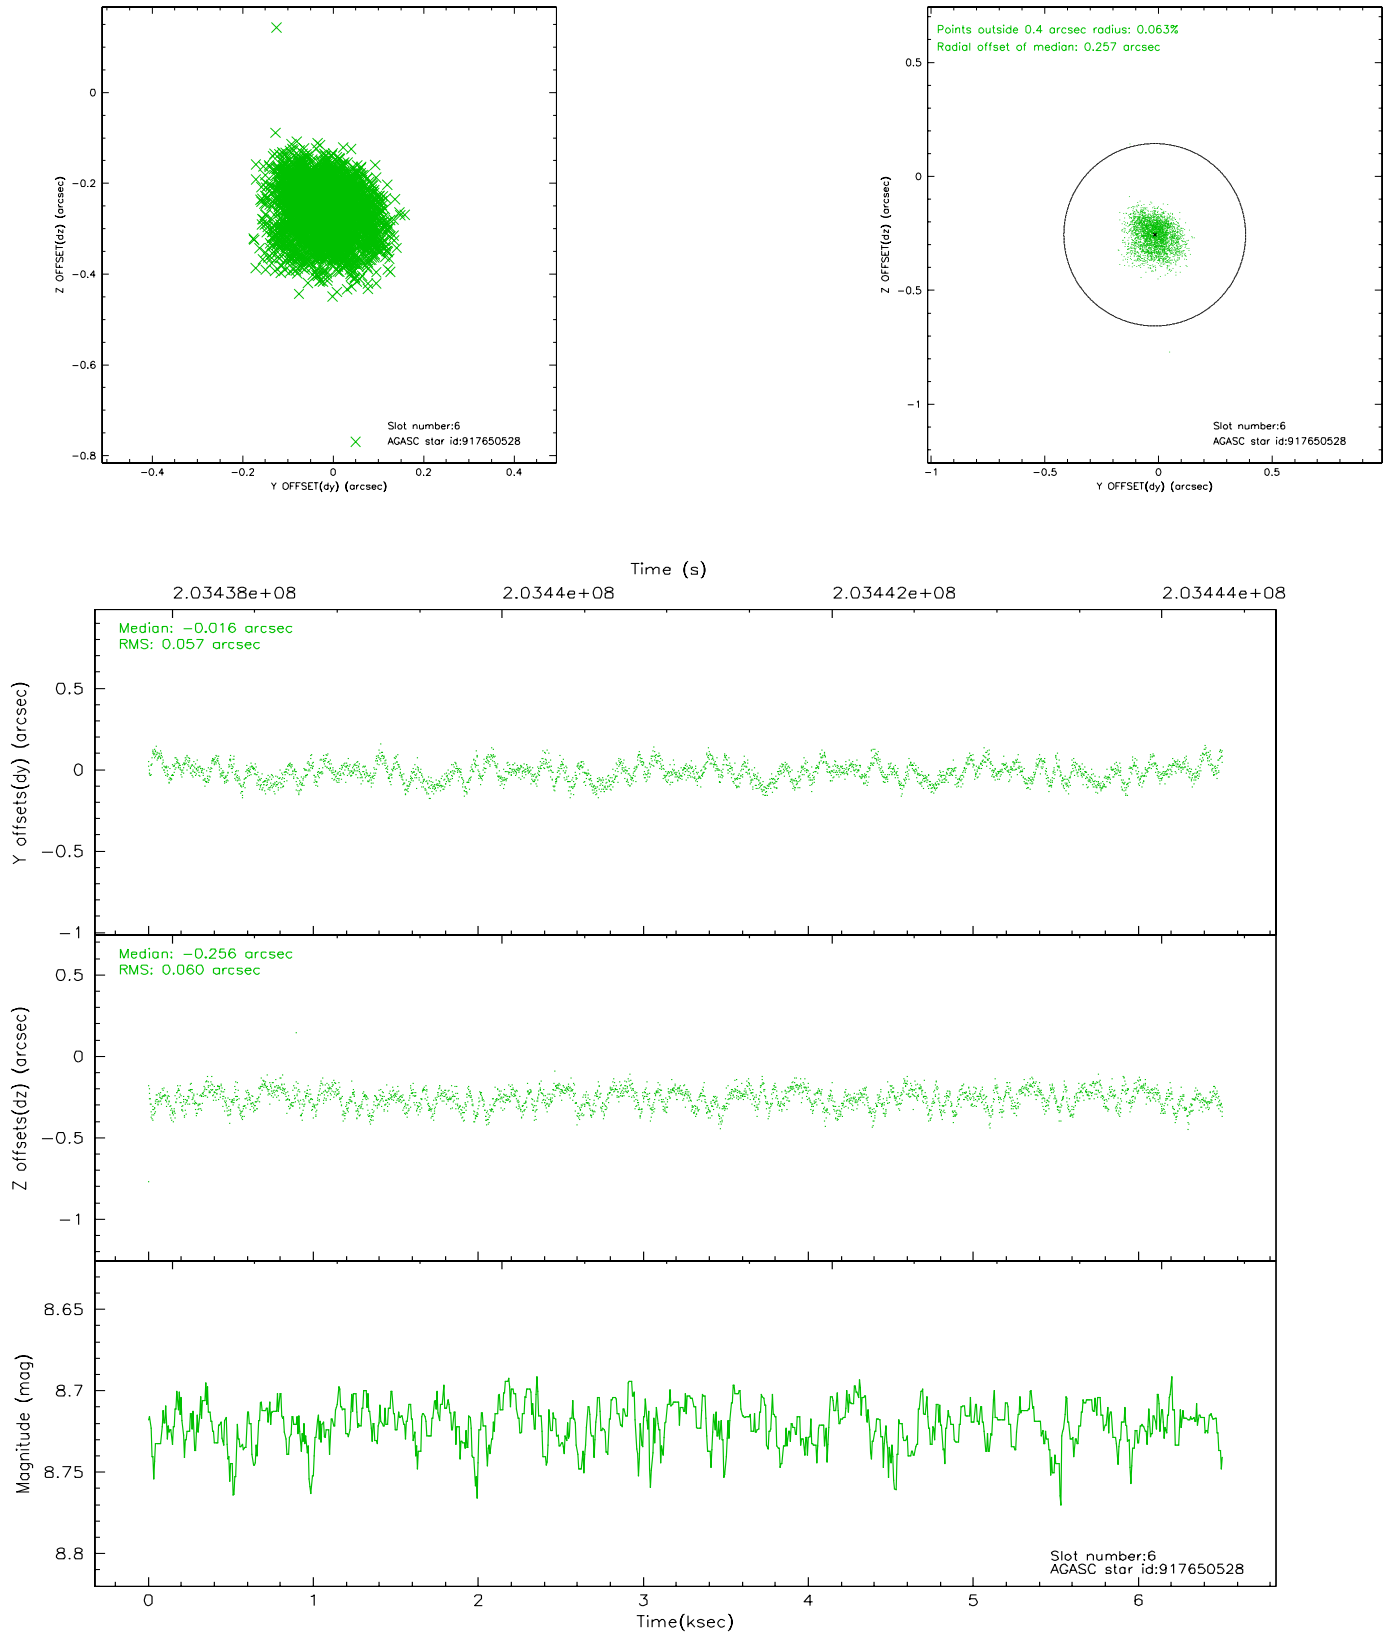 0
−0.2
−0.4
−0.6
−0.8
Z OFFSET(dz) (arcsec)
Slot number:6
AGASC star id:917650528
−0.4
−0.2
0
0.2
0.4
Y OFFSET(dy) (arcsec)
Points outside 0.4 arcsec radius: 0.063%
Radial offset of median: 0.257 arcsec
0.5
0
−0.5
−1
Z OFFSET(dz) (arcsec)
Slot number:6
AGASC star id:917650528
−1
−0.5
0
0.5
Y OFFSET(dy) (arcsec)
Time (s)
2.03438e+08
2.0344e+08
2.03442e+08
2.03444e+08
Median: −0.016 arcsec
RMS: 0.057 arcsec
0.5
0
−0.5
−1
Y offsets(dy) (arcsec)
Median: −0.256 arcsec
RMS: 0.060 arcsec
0.5
0
−0.5
−1
Z offsets(dz) (arcsec)
8.65
8.7
8.75
8.8
Magnitude (mag)
Slot number:6
AGASC star id:917650528
0
1
2
3
4
5
6
Time(ksec)